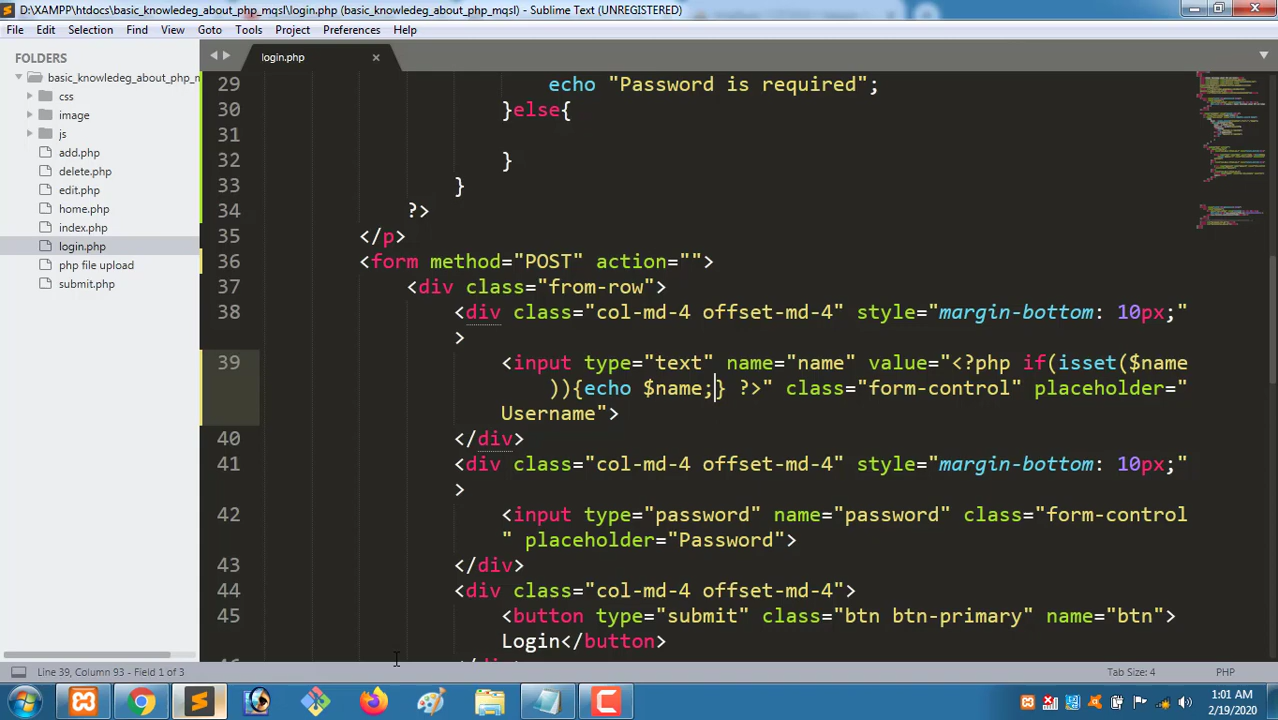 D:\XAMPP\htdocs\basic_knowledeg_about_php_mqsl\login.php (basic_knowledeg_about_php_mqsl) - Sublime Text (UNREGISTERED)
File Edit Selection Find View Goto Tools Project Preferences Help
FOLDERS
basic_knowledeg_about_php_m
css
image
js
add.php
delete.php
edit.php
home.php
index.php
login.php
php file upload
submit.php
login.php
29 echo "Password is required";
30 }else{
31
32 }
33 }
34 ?>
35 </p>
36 <form method="POST" action="">
37 <div class="from-row">
38 <div class="col-md-4 offset-md-4" style="margin-bottom: 10px;"
>
39 <input type="text" name="name" value="<?php if(isset($name
)){echo $name;} ?>" class="form-control" placeholder="
Username">
40 </div>
41 <div class="col-md-4 offset-md-4" style="margin-bottom: 10px;"
>
42 <input type="password" name="password" class="form-control
" placeholder="Password">
43 </div>
44 <div class="col-md-4 offset-md-4">
45 <button type="submit" class="btn btn-primary" name="btn">
Login</button>
Line 39, Column 93 - Field 1 of 3 Tab Size: 4 PHP
1:01 AM
2/19/2020